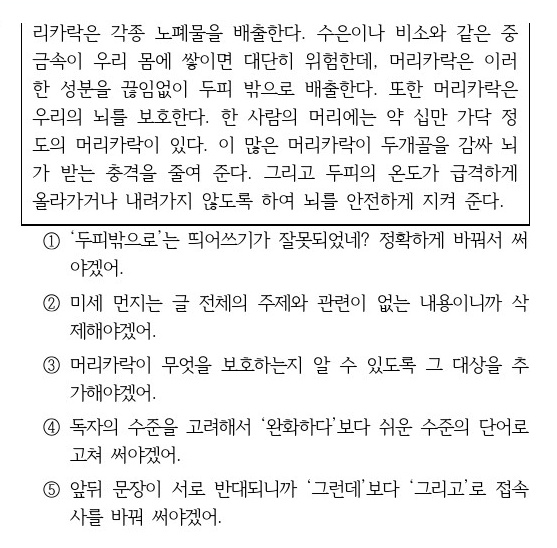 리카락은 각종 노폐물을 배출한다. 수은이나 비소와 같은 중
금속이 우리 몸에 쌓이면 대단히 위험한데, 머리카락은 이러
한 성분을 끊임없이 두피 밖으로 배출한다. 또한 머리카락은
우리의 뇌를 보호한다. 한 사람의 머리에는 약 십만 가닥 정
도의 머리카락이 있다. 이 많은 머리카락이 두개골을 감싸 뇌
가 받는 충격을 줄여 준다. 그리고 두피의 온도가 급격하게
올라가거나 내려가지 않도록 하여 뇌를 안전하게 지켜 준다.
① ‘두피밖으로’는 띄어쓰기가 잘못되었네? 정확하게 바꿔서 써
야겠어.
② 미세 먼지는 글 전체의 주제와 관련이 없는 내용이니까 삭
제해야겠어.
③ 머리카락이 무엇을 보호하는지 알 수 있도록 그 대상을 추
가해야겠어.
④ 독자의 수준을 고려해서 ‘완화하다’보다 쉬운 수준의 단어로
고쳐 써야겠어.
⑤ 앞뒤 문장이 서로 반대되니까 ‘그런데’보다 ‘그리고’로 접속
사를 바꿔 써야겠어.